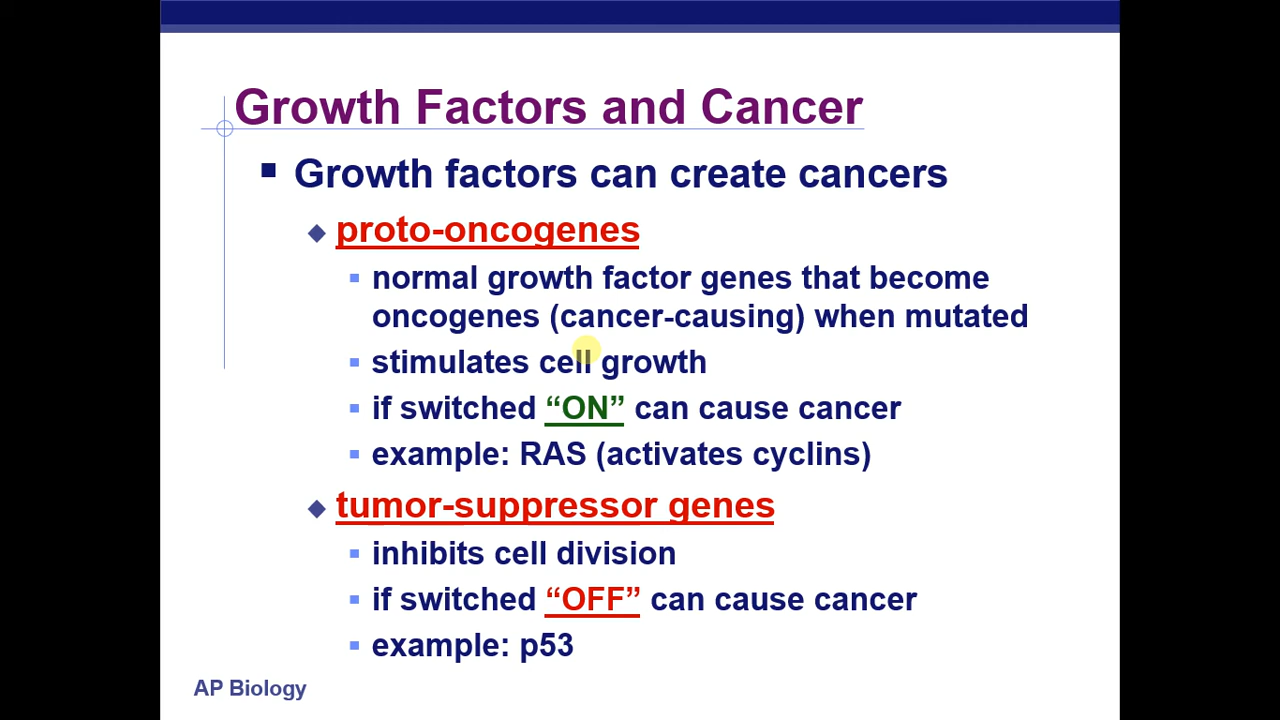 Growth Factors and Cancer
Growth factors can create cancers
proto-oncogenes
normal growth factor genes that become
oncogenes (cancer-causing) when mutated
stimulates cell growth
if switched “ON” can cause cancer
example: RAS (activates cyclins)
tumor-suppressor genes
inhibits cell division
if switched “OFF” can cause cancer
example: p53
AP Biology